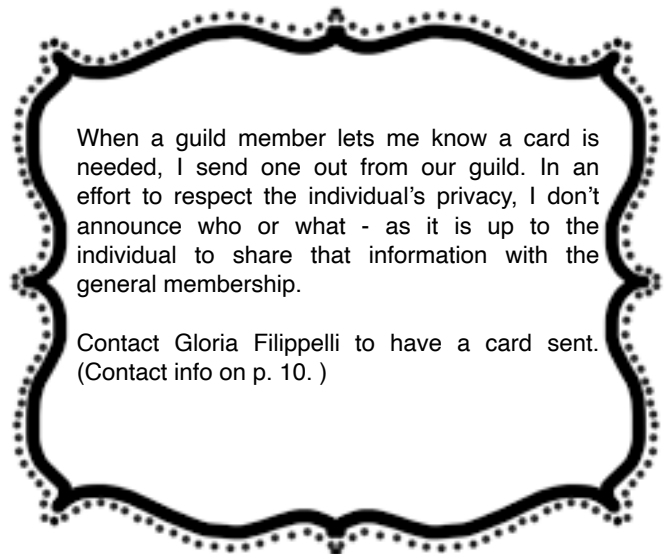 When a guild member lets me know a card is
needed, I send one out from our guild. In an
effort to respect the individual’s privacy, I don’t
announce who or what - as it is up to the
individual to share that information with the
general membership.
Contact Gloria Filippelli to have a card sent.
(Contact info on p. 10. )